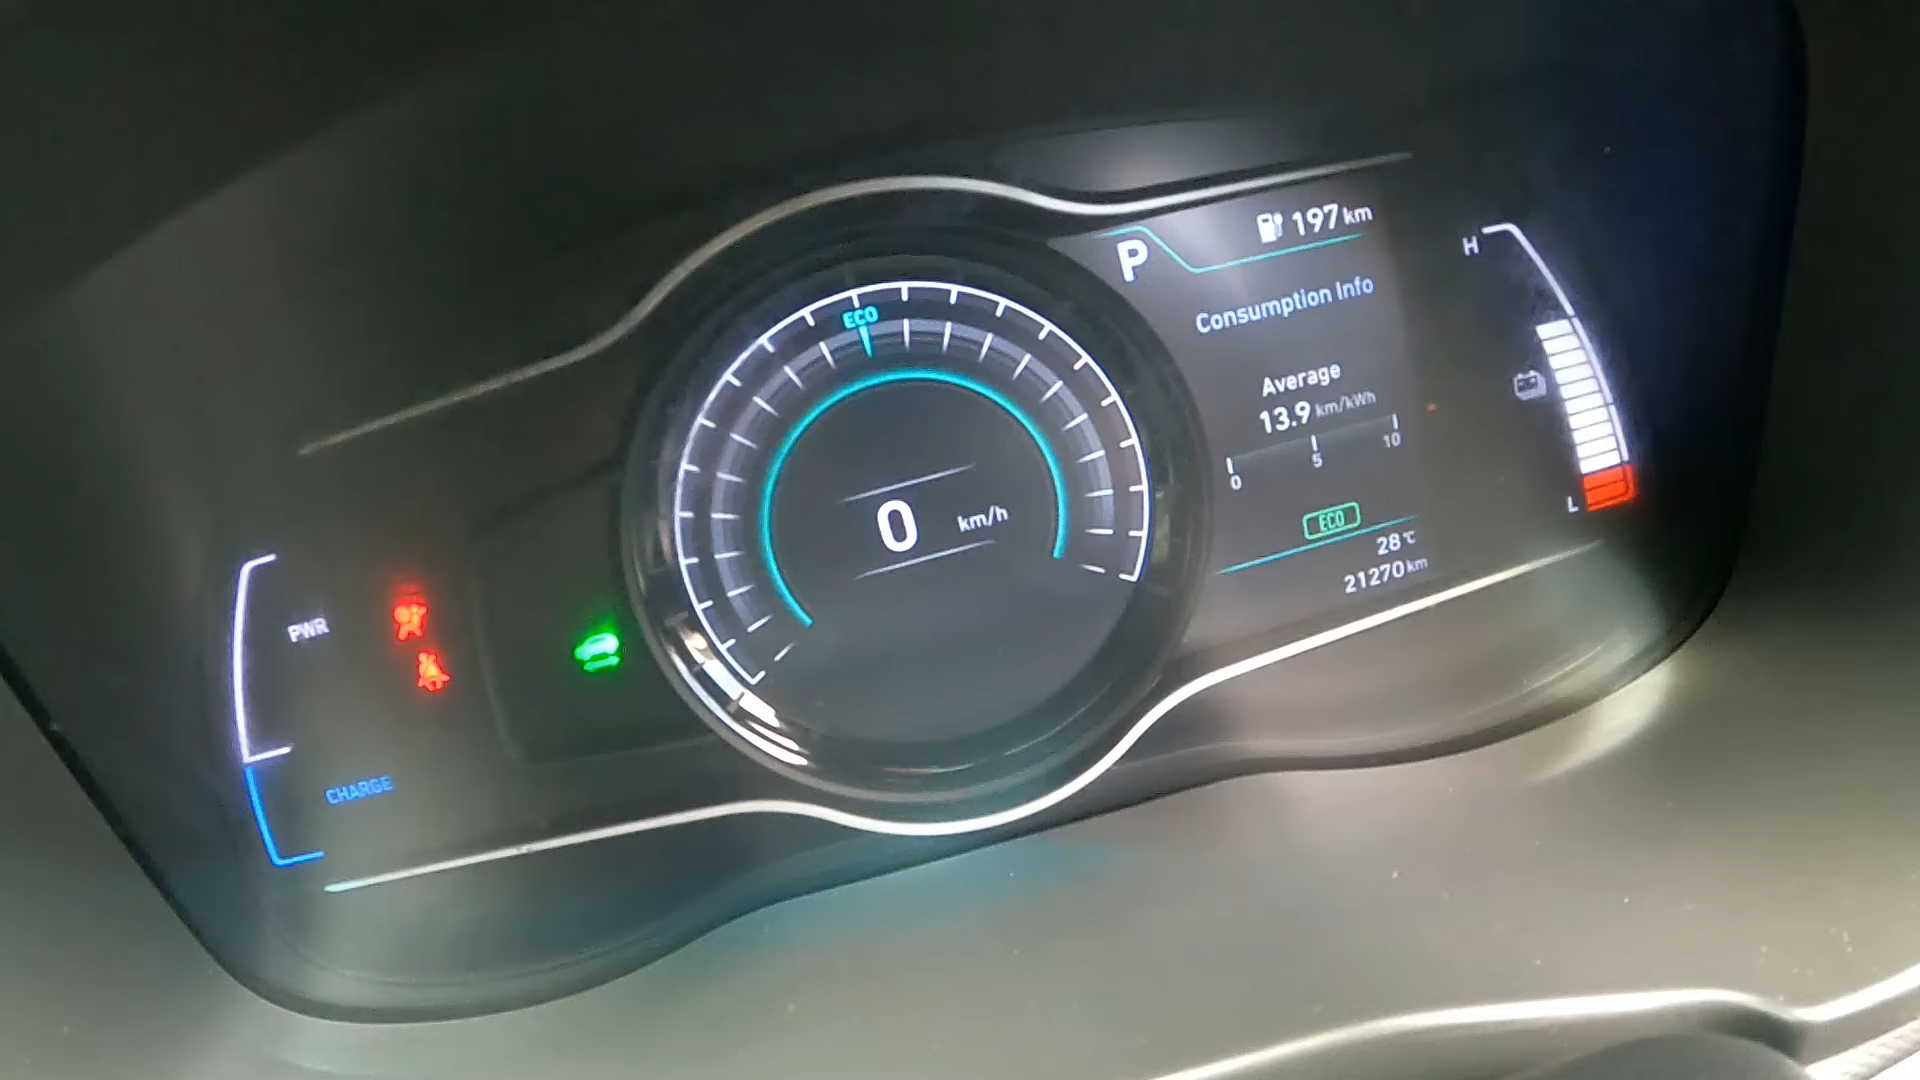 197 km
P
H
Consumption Info
ECO
Average
13.9 km/kWh
0 5 10
0 km/h
L
ECO
28 °C
21270 km
PWR
CHARGE